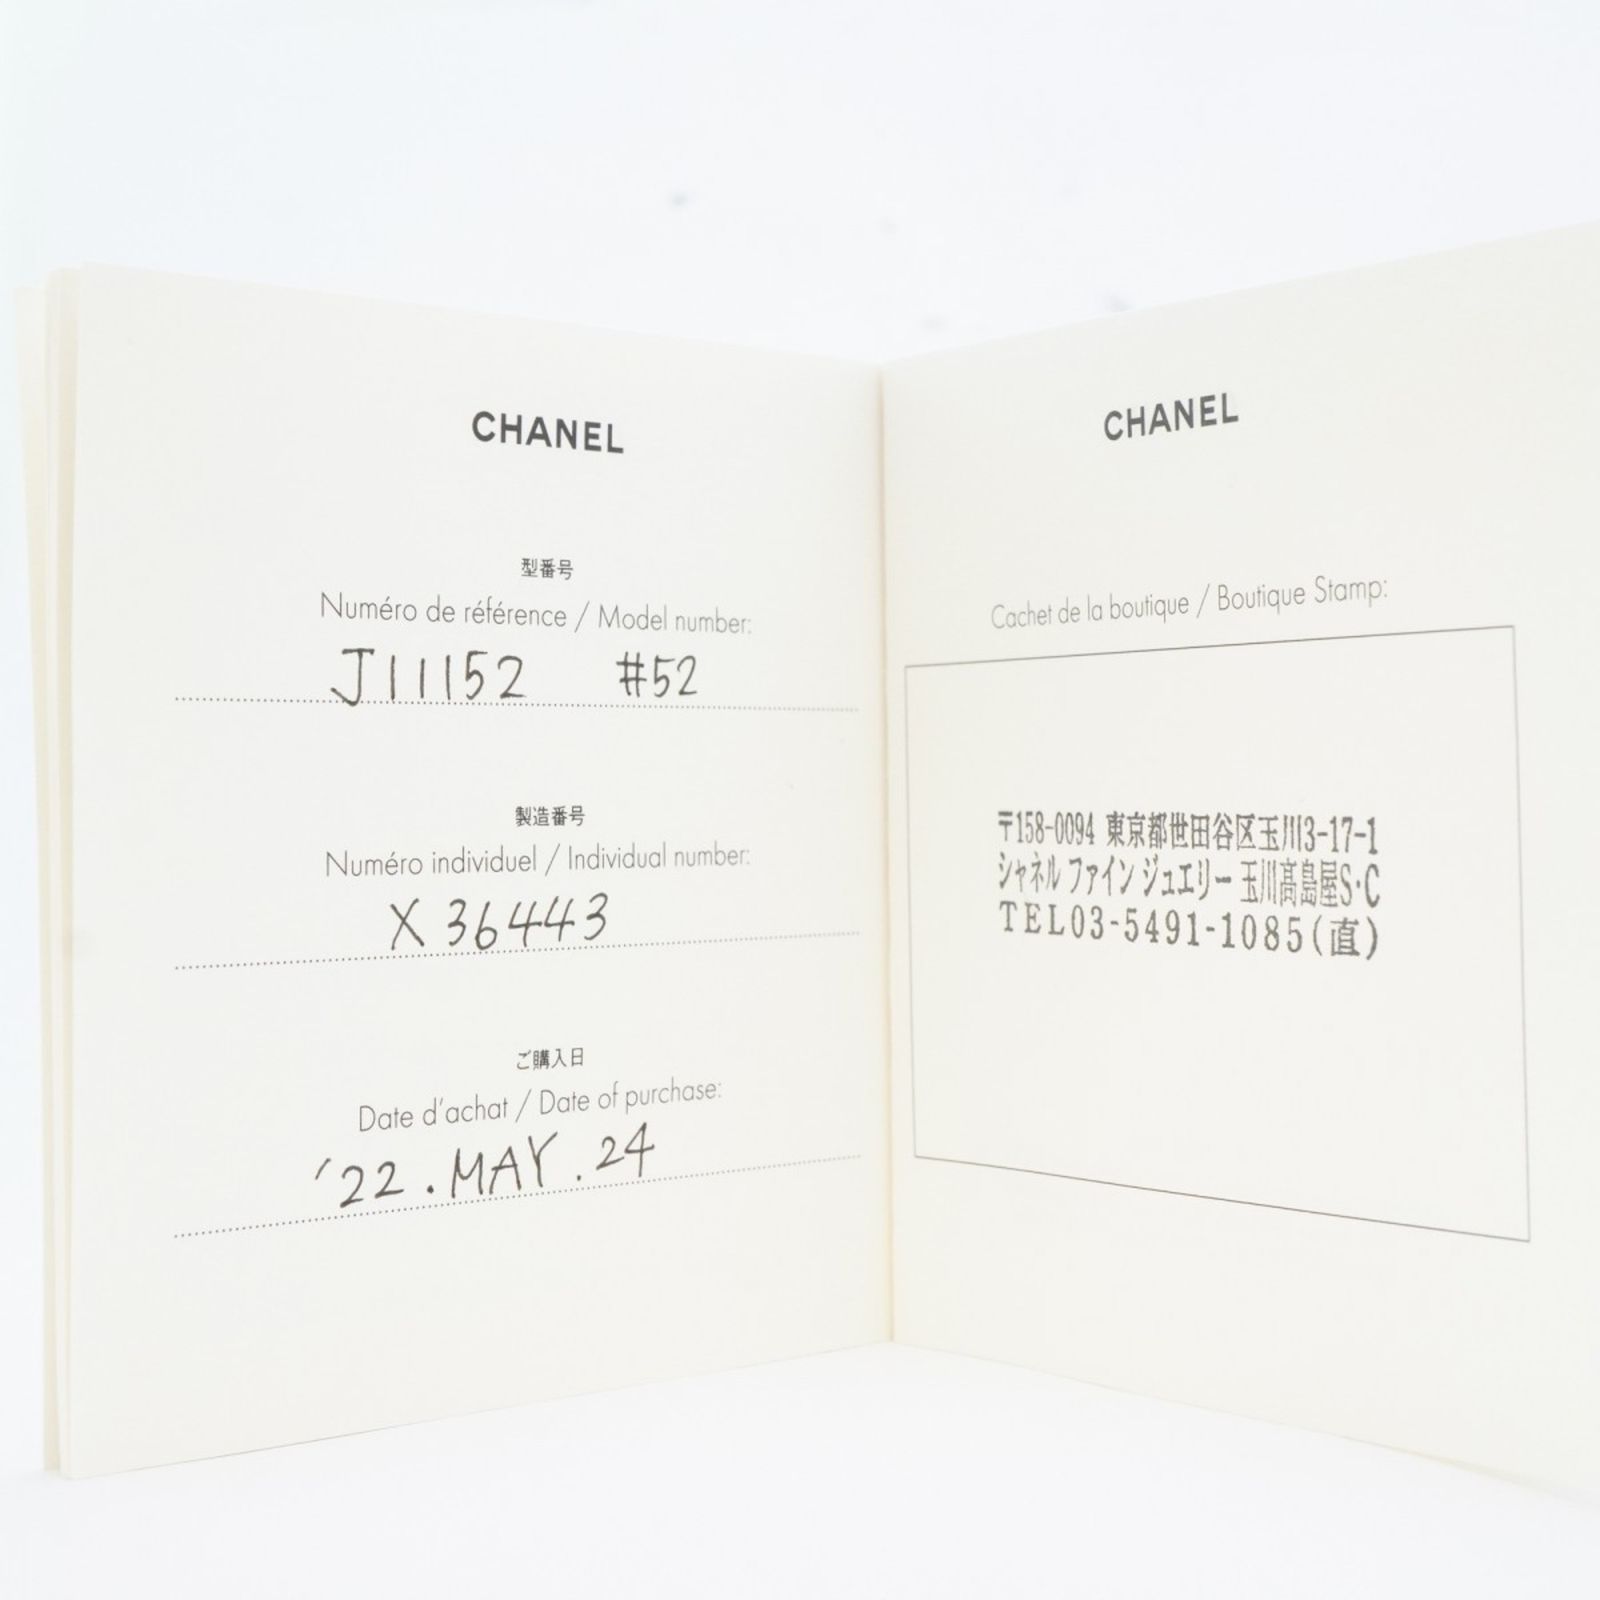 CHANEL
型番号
Numéro de référence / Model number:
J11152 #52
製造番号
Numéro individuel / Individual number:
X 36443
ご購入日
Date d'achat / Date of purchase:
'22.MAY.24
CHANEL
Cachet de la boutique / Boutique Stamp:
〒158-0094 東京都世田谷区玉川3-17-1
シャネル ファイン ジュエリー 玉川髙島屋S・C
TEL03-5491-1085(直)